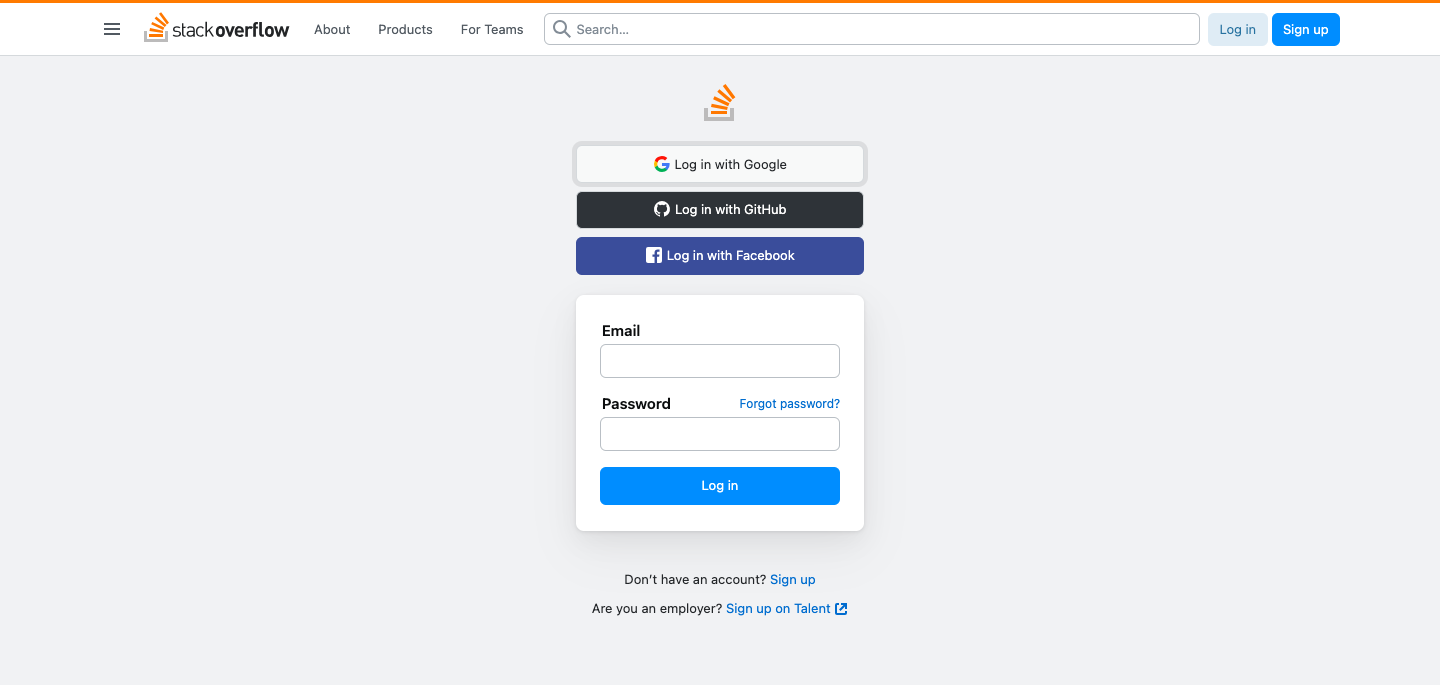 stackoverflow About Products For Teams Search… Log in Sign up
Log in with Google
Log in with GitHub
Log in with Facebook
Email
Password Forgot password?
Log in
Don’t have an account? Sign up
Are you an employer? Sign up on Talent